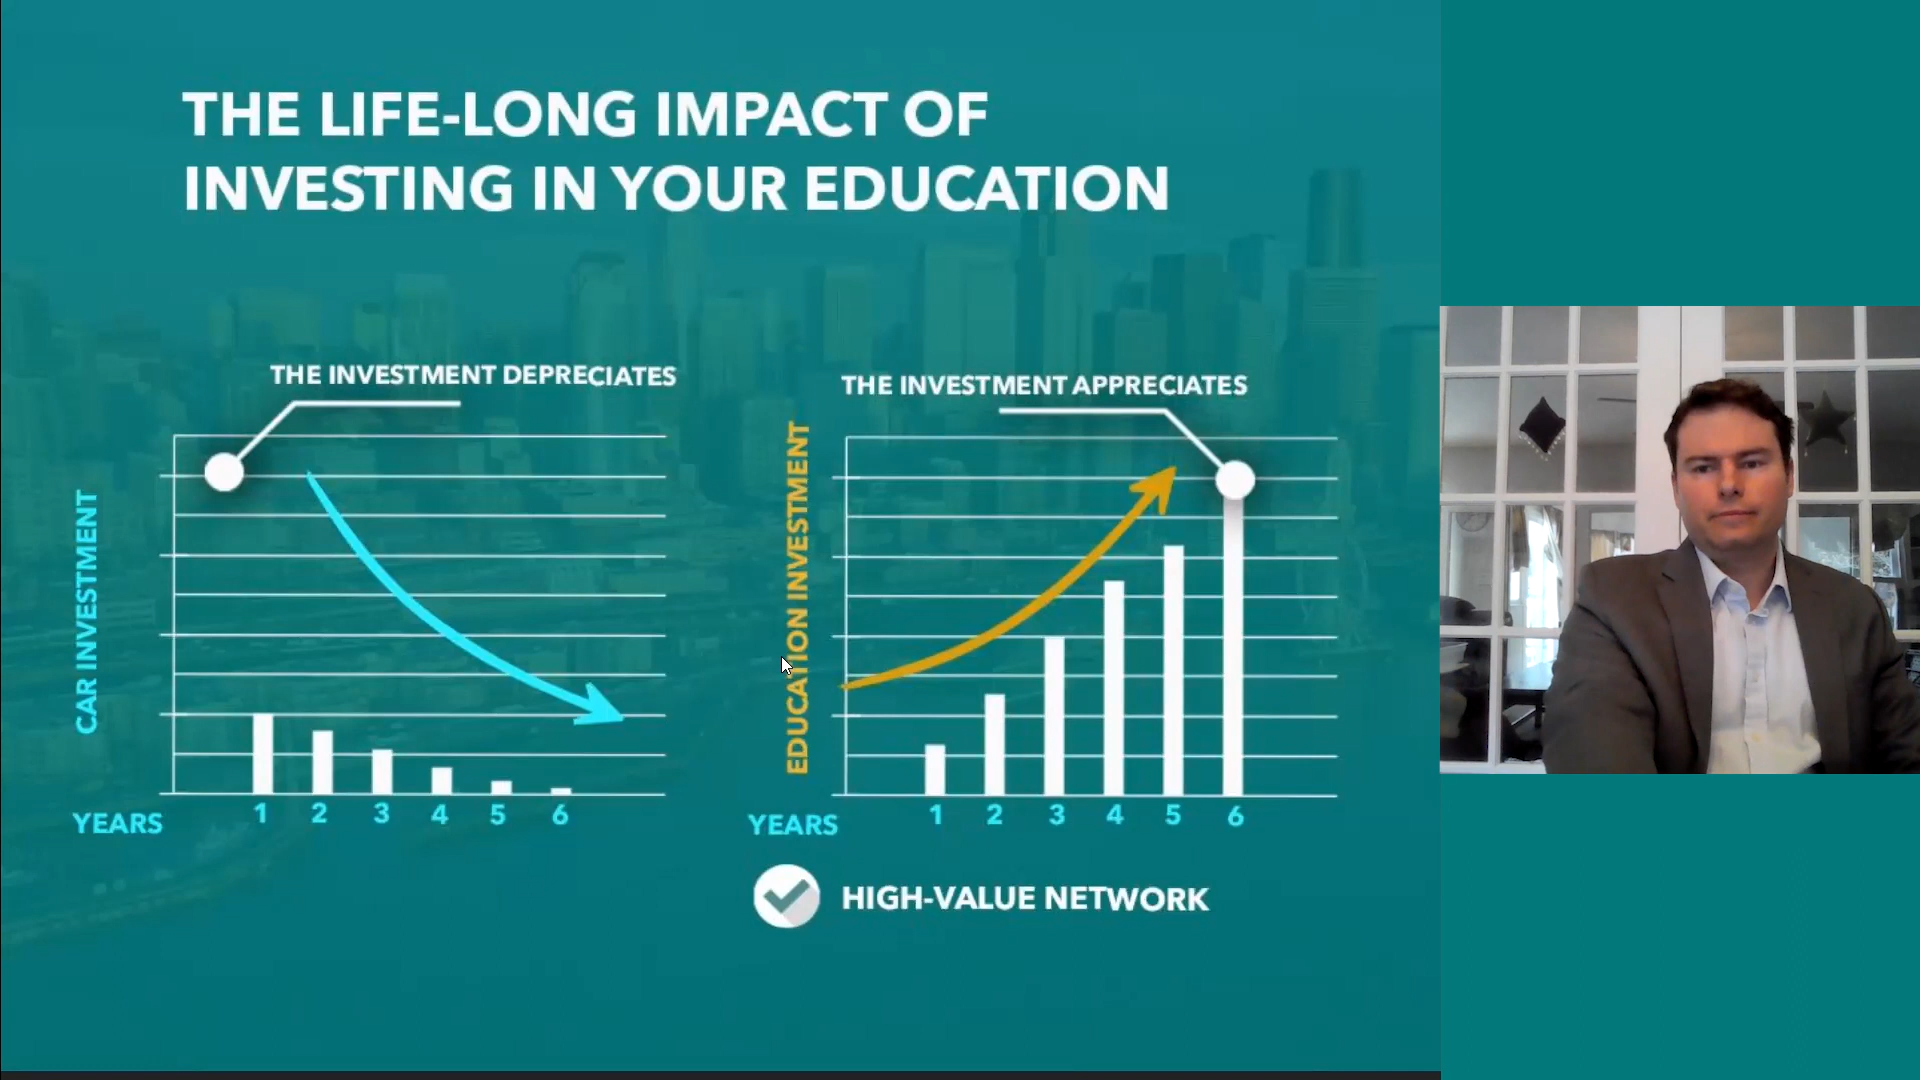 THE LIFE-LONG IMPACT OF
INVESTING IN YOUR EDUCATION
THE INVESTMENT DEPRECIATES
CAR INVESTMENT
YEARS
1 2 3 4 5 6
THE INVESTMENT APPRECIATES
EDUCATION INVESTMENT
YEARS
1 2 3 4 5 6
HIGH-VALUE NETWORK